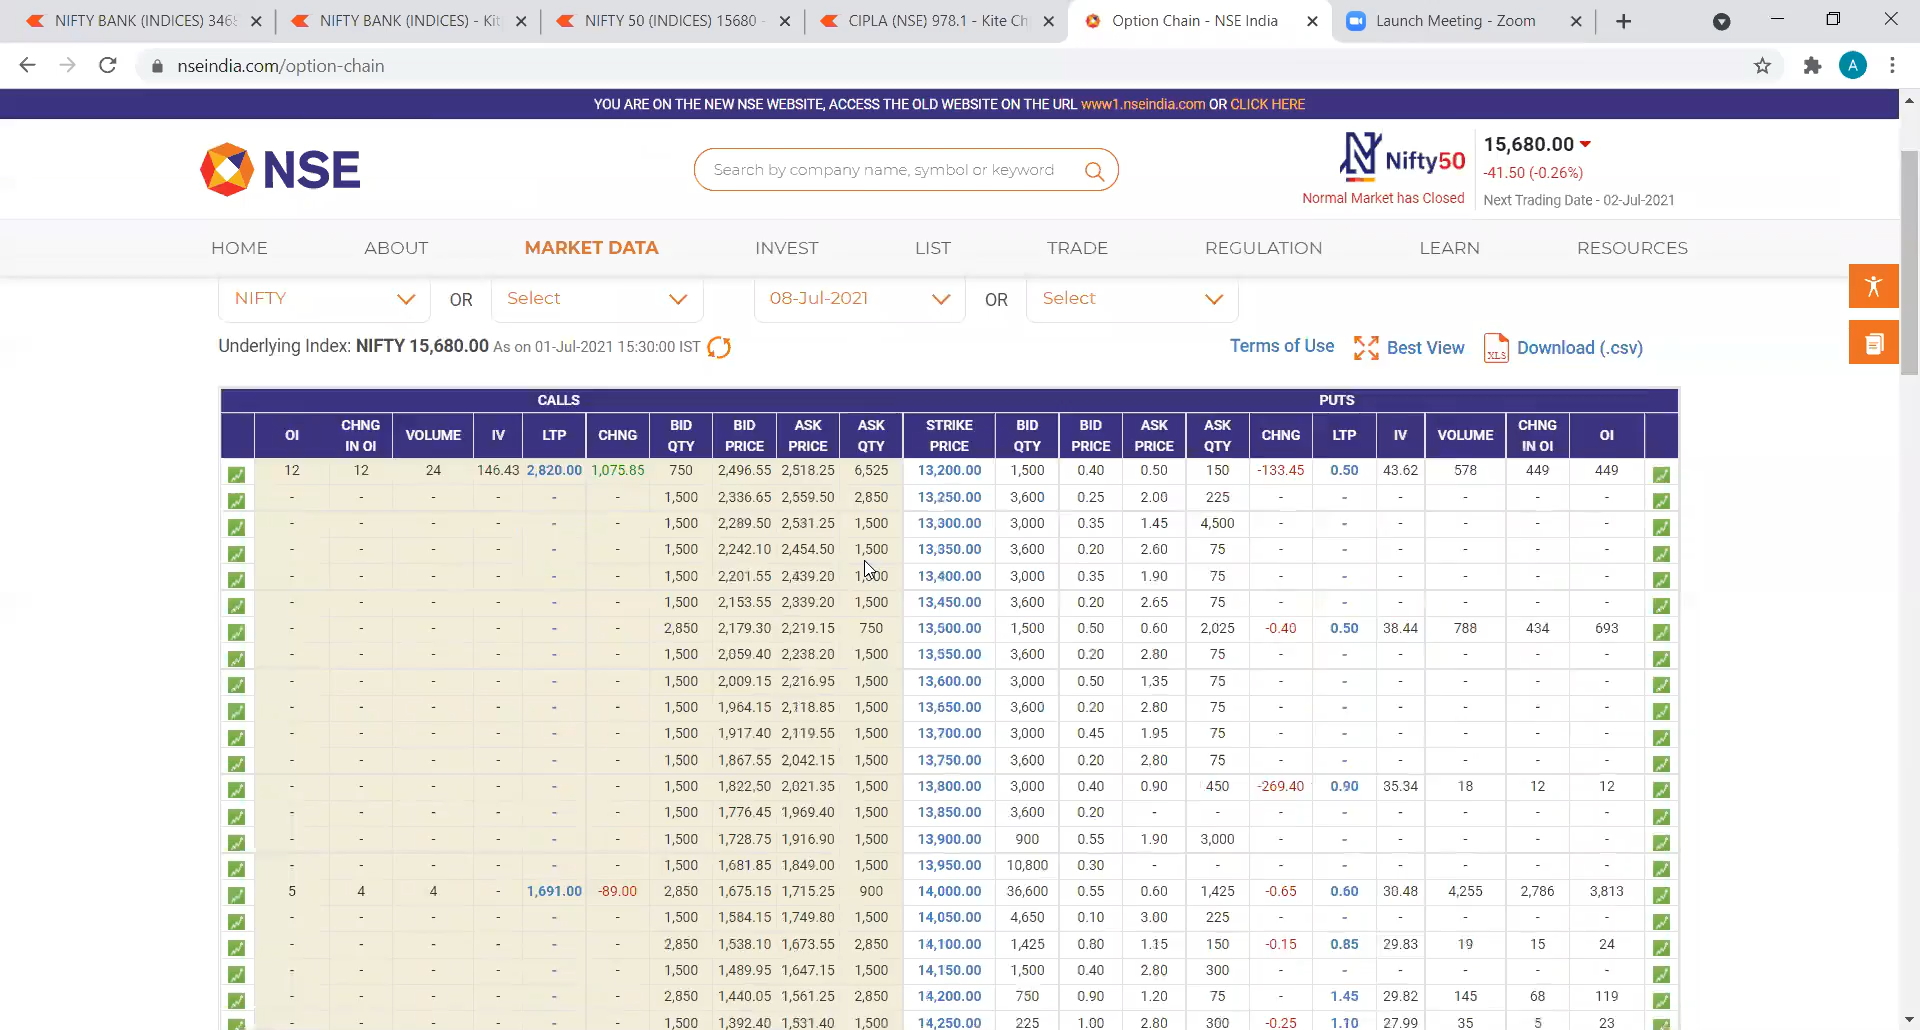 NIFTY BANK (INDICES) 3468
NIFTY BANK (INDICES) - Kit
NIFTY 50 (INDICES) 15680 -
CIPLA (NSE) 978.1 - Kite Ch
Option Chain - NSE India
Launch Meeting - Zoom
nseindia.com/option-chain
A
YOU ARE ON THE NEW NSE WEBSITE, ACCESS THE OLD WEBSITE ON THE URL www1.nseindia.com OR CLICK HERE
NSE
Search by company name, symbol or keyword
Nifty50
15,680.00
-41.50 (-0.26%)
Normal Market has Closed
Next Trading Date - 02-Jul-2021
HOME ABOUT MARKET DATA INVEST LIST TRADE REGULATION LEARN RESOURCES
NIFTY OR Select 08-Jul-2021 OR Select
Underlying Index: NIFTY 15,680.00 As on 01-Jul-2021 15:30:00 IST
Terms of Use Best View XLS Download (.csv)
CALLS PUTS
OI CHNG IN OI VOLUME IV LTP CHNG BID QTY BID PRICE ASK PRICE ASK QTY STRIKE PRICE BID QTY BID PRICE ASK PRICE ASK QTY CHNG LTP IV VOLUME CHNG IN OI OI
12 12 24 146.43 2,820.00 1,075.85 750 2,496.55 2,518.25 6,525 13,200.00 1,500 0.40 0.50 150 -133.45 0.50 43.62 578 449 449
- - - - - - 1,500 2,336.65 2,559.50 2,850 13,250.00 3,600 0.25 2.00 225 - - - - - -
- - - - - - 1,500 2,289.50 2,531.25 1,500 13,300.00 3,000 0.35 1.45 4,500 - - - - - -
- - - - - - 1,500 2,242.10 2,454.50 1,500 13,350.00 3,600 0.20 2.60 75 - - - - - -
- - - - - - 1,500 2,201.55 2,439.20 13,400.00 3,000 0.35 1.90 75 - - - - - -
- - - - - - 1,500 2,153.55 2,339.20 1,500 13,450.00 3,600 0.20 2.65 75 - - - - - -
- - - - - - 2,850 2,179.30 2,219.15 750 13,500.00 1,500 0.50 0.60 2,025 -0.40 0.50 38.44 788 434 693
- - - - - - 1,500 2,059.40 2,238.20 1,500 13,550.00 3,600 0.20 2.80 75 - - - - - -
- - - - - - 1,500 2,009.15 2,216.95 1,500 13,600.00 3,000 0.50 1.35 75 - - - - - -
- - - - - - 1,500 1,964.15 2,118.85 1,500 13,650.00 3,600 0.20 2.80 75 - - - - - -
- - - - - - 1,500 1,917.40 2,119.55 1,500 13,700.00 3,000 0.45 1.95 75 - - - - - -
- - - - - - 1,500 1,867.55 2,042.15 1,500 13,750.00 3,600 0.20 2.80 75 - - - - - -
- - - - - - 1,500 1,822.50 2,021.35 1,500 13,800.00 3,000 0.40 0.90 450 -269.40 0.90 35.34 18 12 12
- - - - - - 1,500 1,776.45 1,969.40 1,500 13,850.00 3,600 0.20 - - - - - - - -
- - - - - - 1,500 1,728.75 1,916.90 1,500 13,900.00 900 0.55 1.90 3,000 - - - - - -
- - - - - - 1,500 1,681.85 1,849.00 1,500 13,950.00 10,800 0.30 - - - - - - - -
5 4 4 - 1,691.00 -89.00 2,850 1,675.15 1,715.25 900 14,000.00 36,600 0.55 0.60 1,425 -0.65 0.60 30.48 4,255 2,786 3,813
- - - - - - 1,500 1,584.15 1,749.80 1,500 14,050.00 4,650 0.10 3.00 225 - - - - - -
- - - - - - 2,850 1,538.10 1,673.55 2,850 14,100.00 1,425 0.80 1.15 150 -0.15 0.85 29.83 19 15 24
- - - - - - 1,500 1,489.95 1,647.15 1,500 14,150.00 1,500 0.40 2.80 300 - - - - - -
- - - - - - 2,850 1,440.05 1,561.25 2,850 14,200.00 750 0.90 1.20 75 - 1.45 29.82 145 68 119
- - - - - - 1,500 1,392.40 1,531.40 1,500 14,250.00 225 1.00 2.80 300 -0.25 1.10 27.99 35 5 23